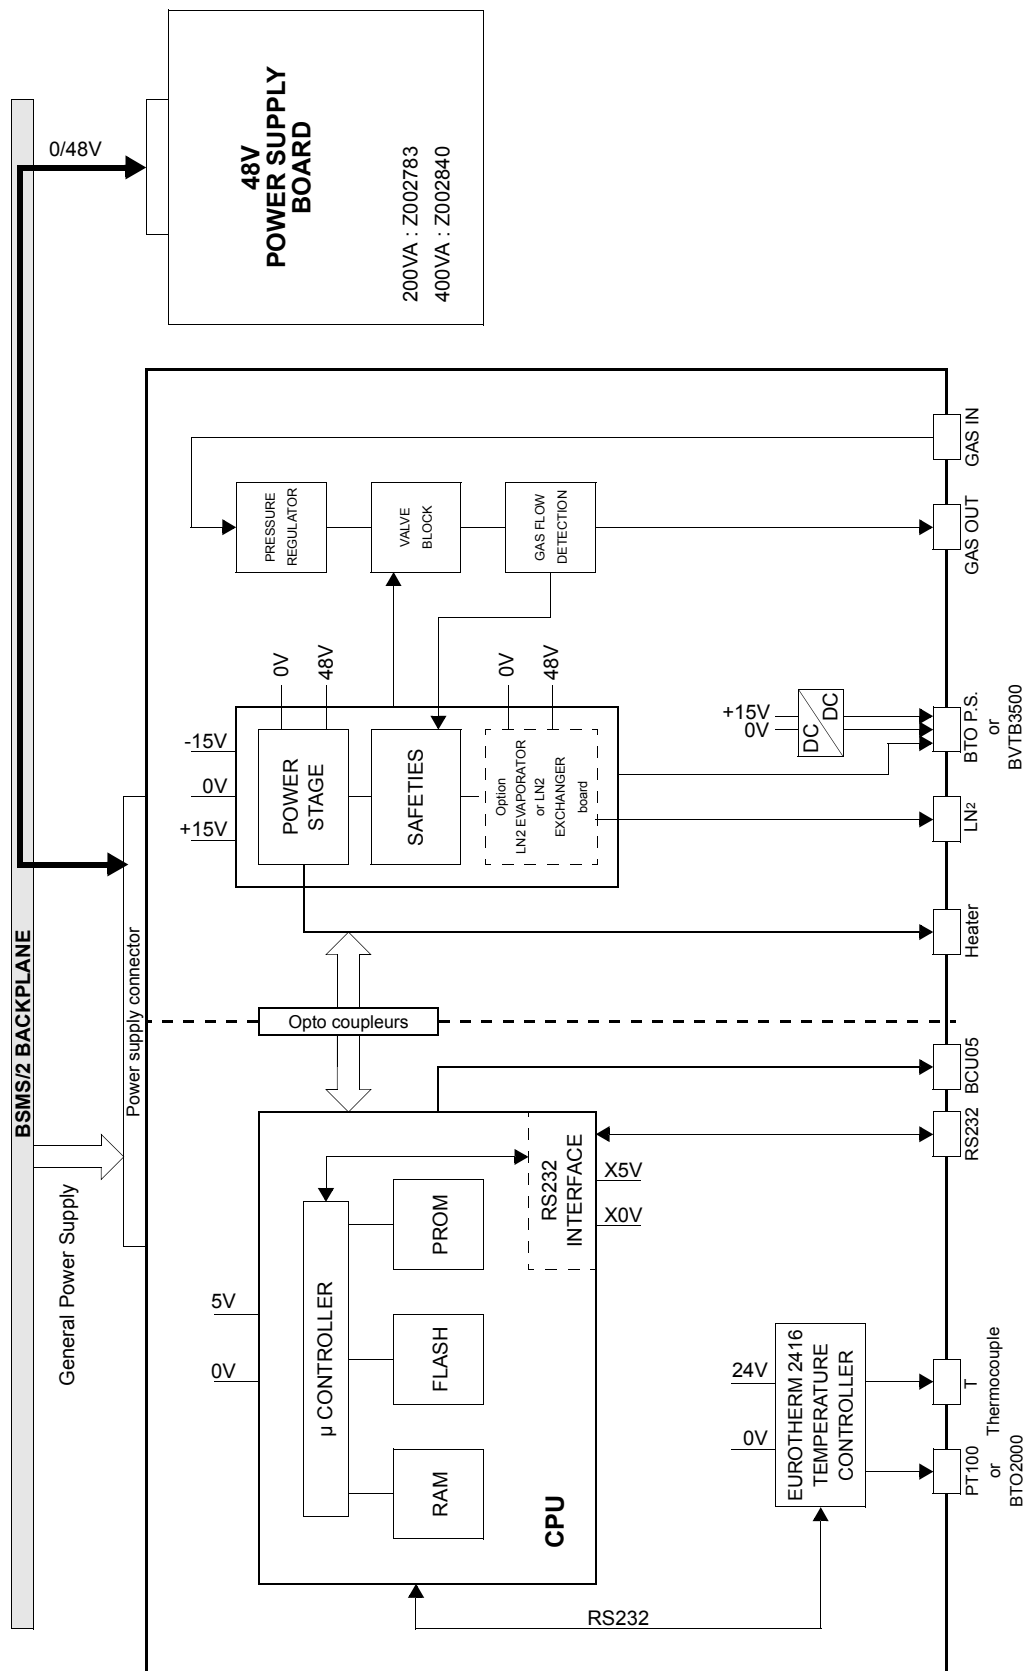 BSMS/2 BACKPLANE
0/48V
48V
POWER SUPPLY
BOARD
200VA : Z002783
400VA : Z002840
General Power Supply
Power supply connector
PRESSURE
REGULATOR
VALVE
BLOCK
GAS FLOW
DETECTION
GAS IN
GAS OUT
0V
48V
-15V
0V
+15V
POWER
STAGE
SAFETIES
Option
LN2 EVAPORATOR
or LN2
EXCHANGER
board
0V
48V
+15V
0V
DC
DC
BTO P.S.
or
BVTB3500
LN2
Heater
Opto coupleurs
BCU05
RS232
5V
0V
µ CONTROLLER
PROM
FLASH
RAM
CPU
RS232
INTERFACE
X5V
X0V
24V
0V
EUROTHERM 2416
TEMPERATURE
CONTROLLER
RS232
T
Thermocouple
PT100
or
BTO2000